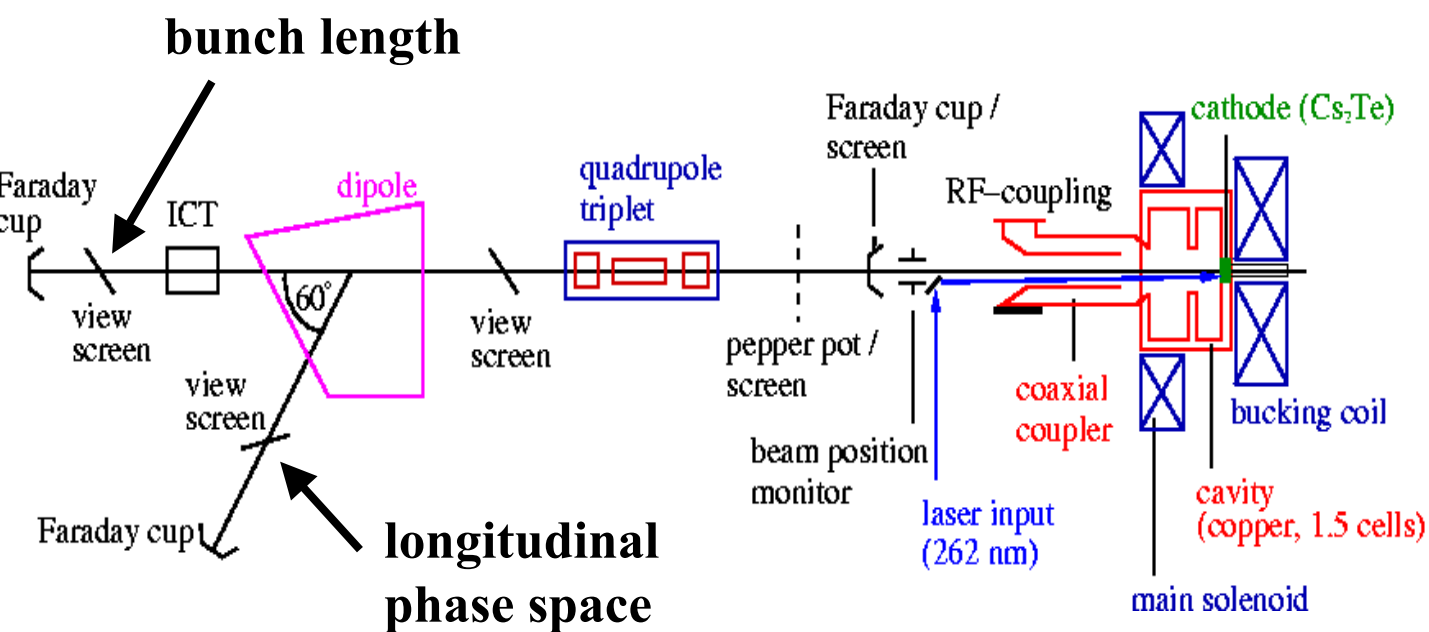 bunch length
Faraday
cup
ICT
dipole
quadrupole
triplet
Faraday cup /
screen
RF–coupling
cathode (Cs₂Te)
view
screen
60°
view
screen
view
screen
pepper pot /
screen
beam position
monitor
coaxial
coupler
bucking coil
laser input
(262 nm)
cavity
(copper, 1.5 cells)
main solenoid
Faraday cup
longitudinal
phase space